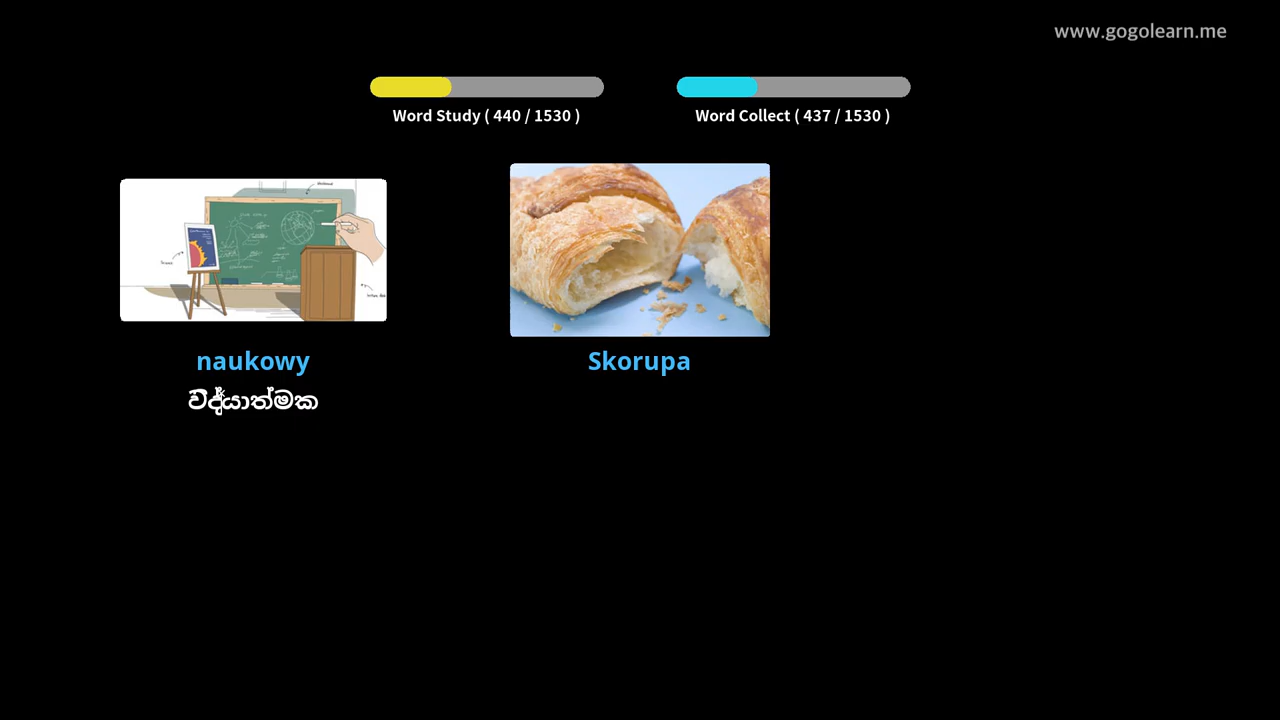 www.gogolearn.me
Word Study ( 440 / 1530 )
Word Collect ( 437 / 1530 )
naukowy
Skorupa
විද්‍යාත්මක